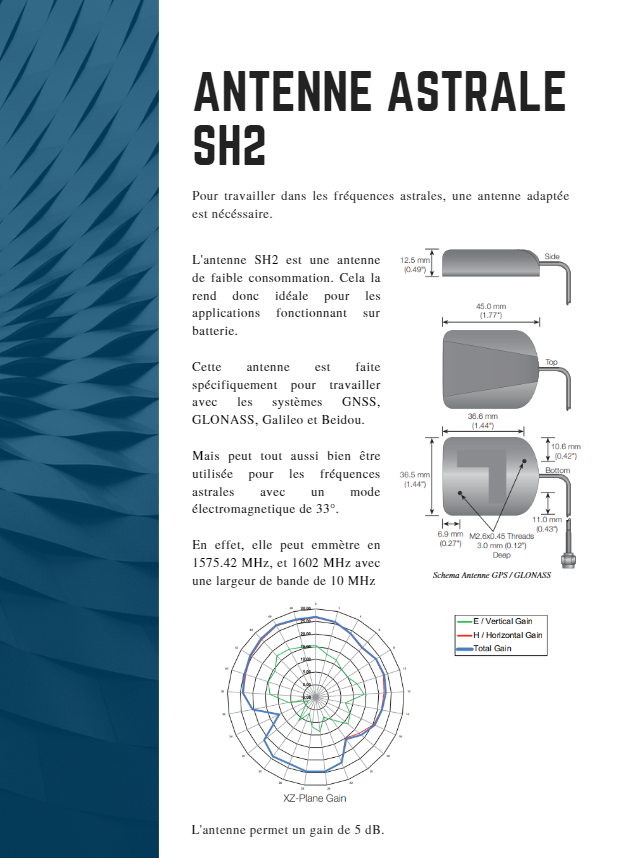 ANTENNE ASTRALE
SH2
Pour travailler dans les fréquences astrales, une antenne adaptée
est nécéssaire.
L'antenne SH2 est une antenne
de faible consommation. Cela la
rend donc idéale pour les
applications fonctionnant sur
batterie.
Cette antenne est faite
spécifiquement pour travailler
avec les systèmes GNSS,
GLONASS, Galileo et Beidou.
Mais peut tout aussi bien être
utilisée pour les fréquences
astrales avec un mode
électromagnetique de 33°.
En effet, elle peut emmètre en
1575.42 MHz, et 1602 MHz avec
une largeur de bande de 10 MHz
12.5 mm
(0.49")
Side
45.0 mm
(1.77")
Top
36.6 mm
(1.44")
10.6 mm
(0.42")
36.5 mm
(1.44")
Bottom
11.0 mm
(0.43")
6.9 mm
(0.27")
M2.6x0.45 Threads
3.0 mm (0.12")
Deep
Schema Antenne GPS / GLONASS
E / Vertical Gain
H / Horizontal Gain
Total Gain
XZ-Plane Gain
L'antenne permet un gain de 5 dB.